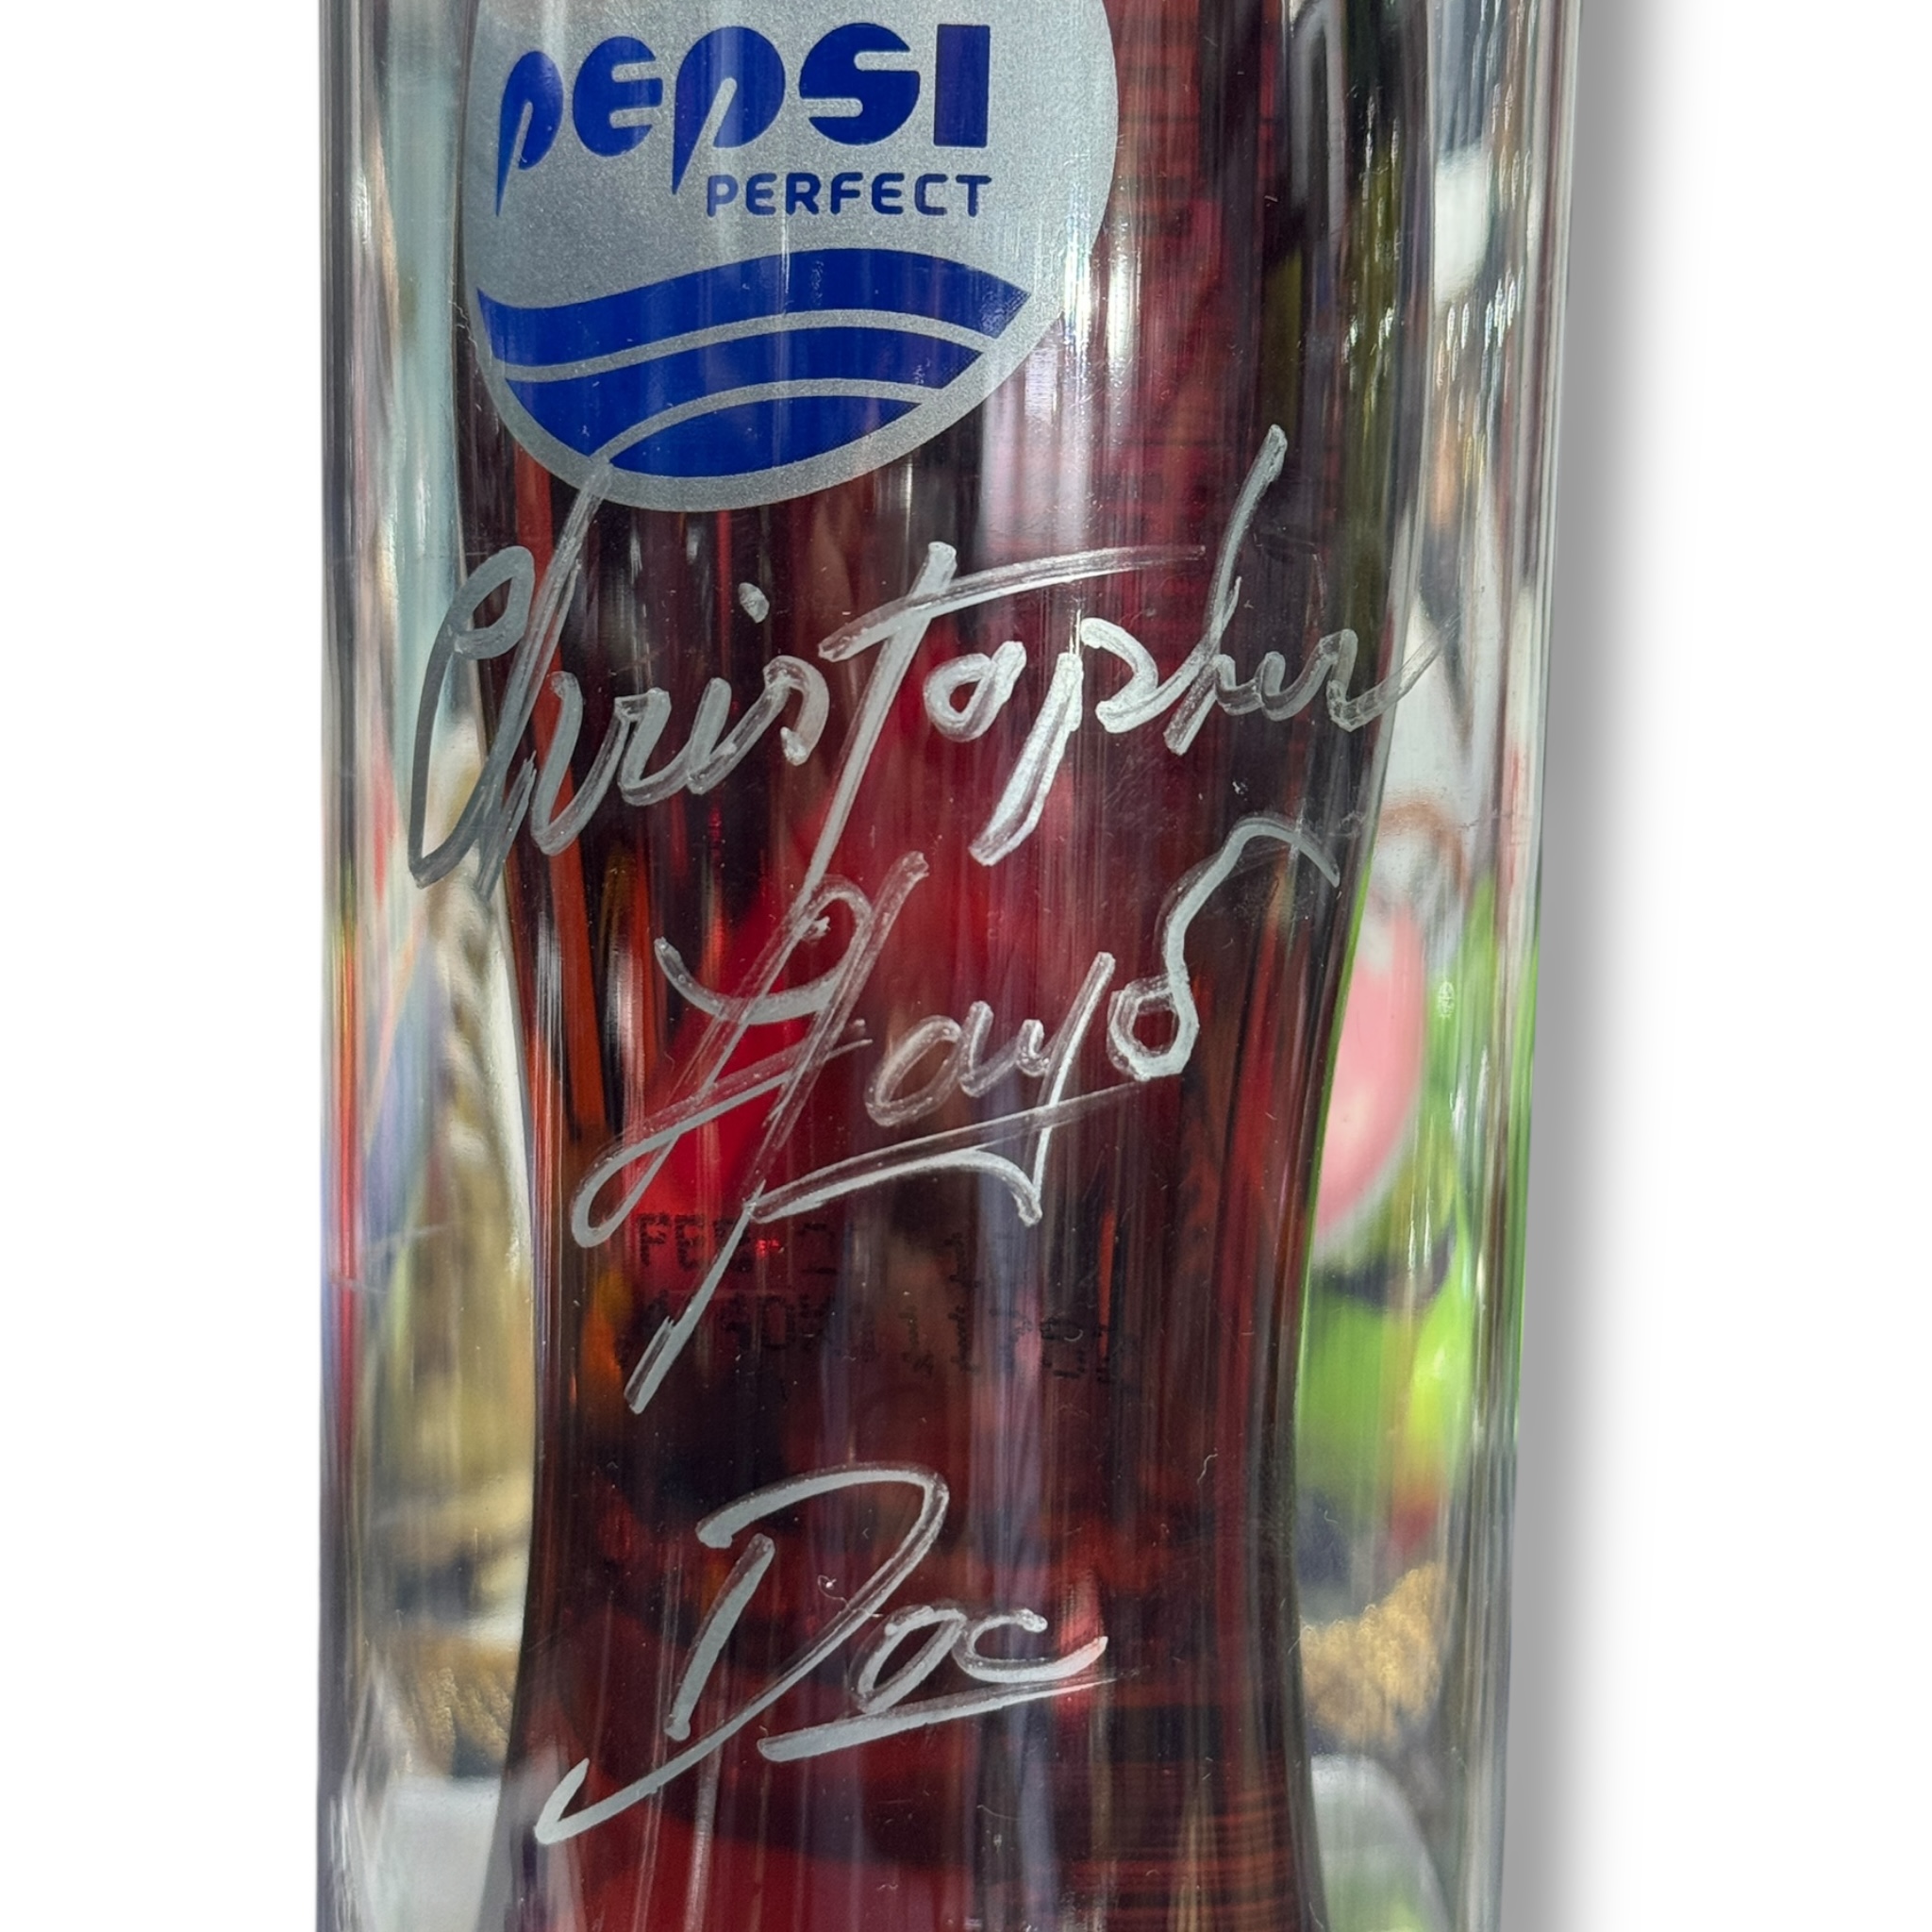 pepsi
PERFECT
Christopher
Lloyd
Doc